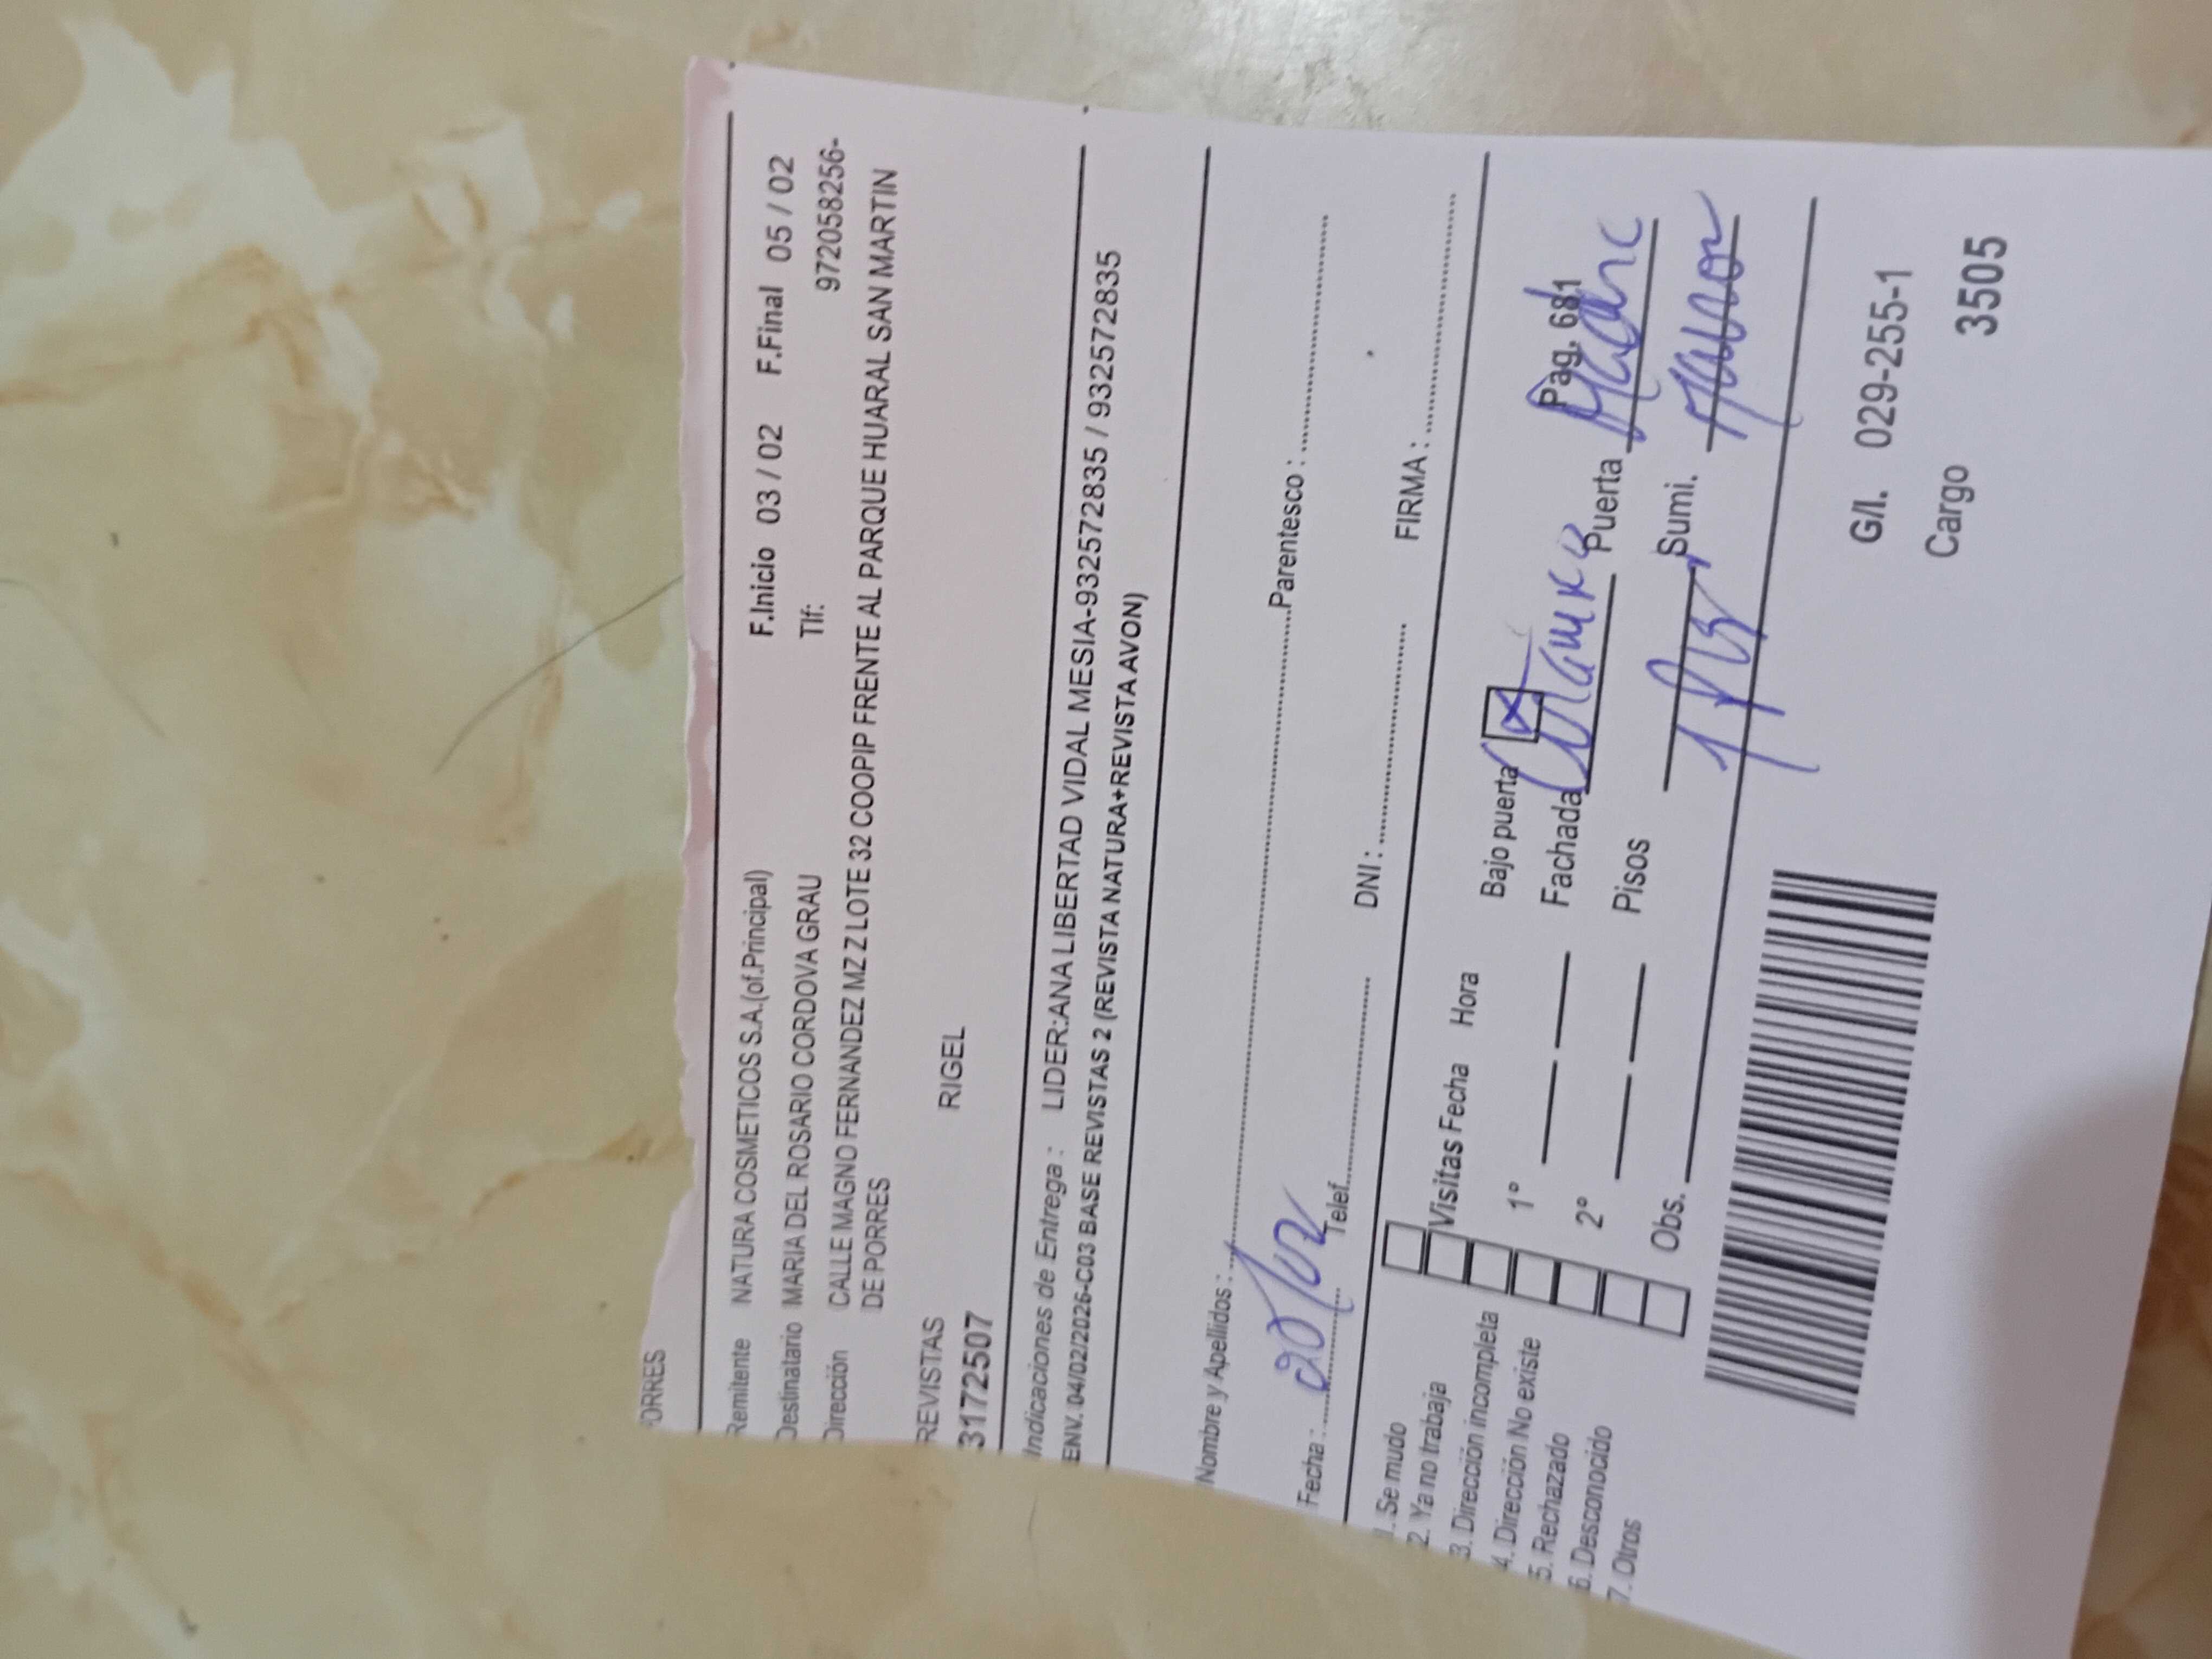 ORRES
Remitente NATURA COSMETICOS S.A.(of.Principal) F.Inicio 03 / 02 F.Final 05 / 02
Destinatario MARIA DEL ROSARIO CORDOVA GRAU Tlf: 972058256-
Dirección CALLE MAGNO FERNANDEZ MZ Z LOTE 32 COOPIP FRENTE AL PARQUE HUARAL SAN MARTIN
DE PORRES
REVISTAS RIGEL
3172507
Indicaciones de Entrega : LIDER:ANA LIBERTAD VIDAL MESIA-932572835 / 932572835
ENV. 04/02/2026-C03 BASE REVISTAS 2 (REVISTA NATURA+REVISTA AVON)
Nombre y Apellidos : Parentesco :
Fecha : Telef. DNI : FIRMA :
1. Se mudo
2. Ya no trabaja
3. Dirección incompleta
4. Dirección No existe
5. Rechazado
6. Desconocido
7. Otros
Visitas Fecha Hora Bajo puerta X Pág. 681
1° Fachada Puerta
2° Pisos 1 Sumi.
Obs.
G/I. 029-255-1
Cargo 3505